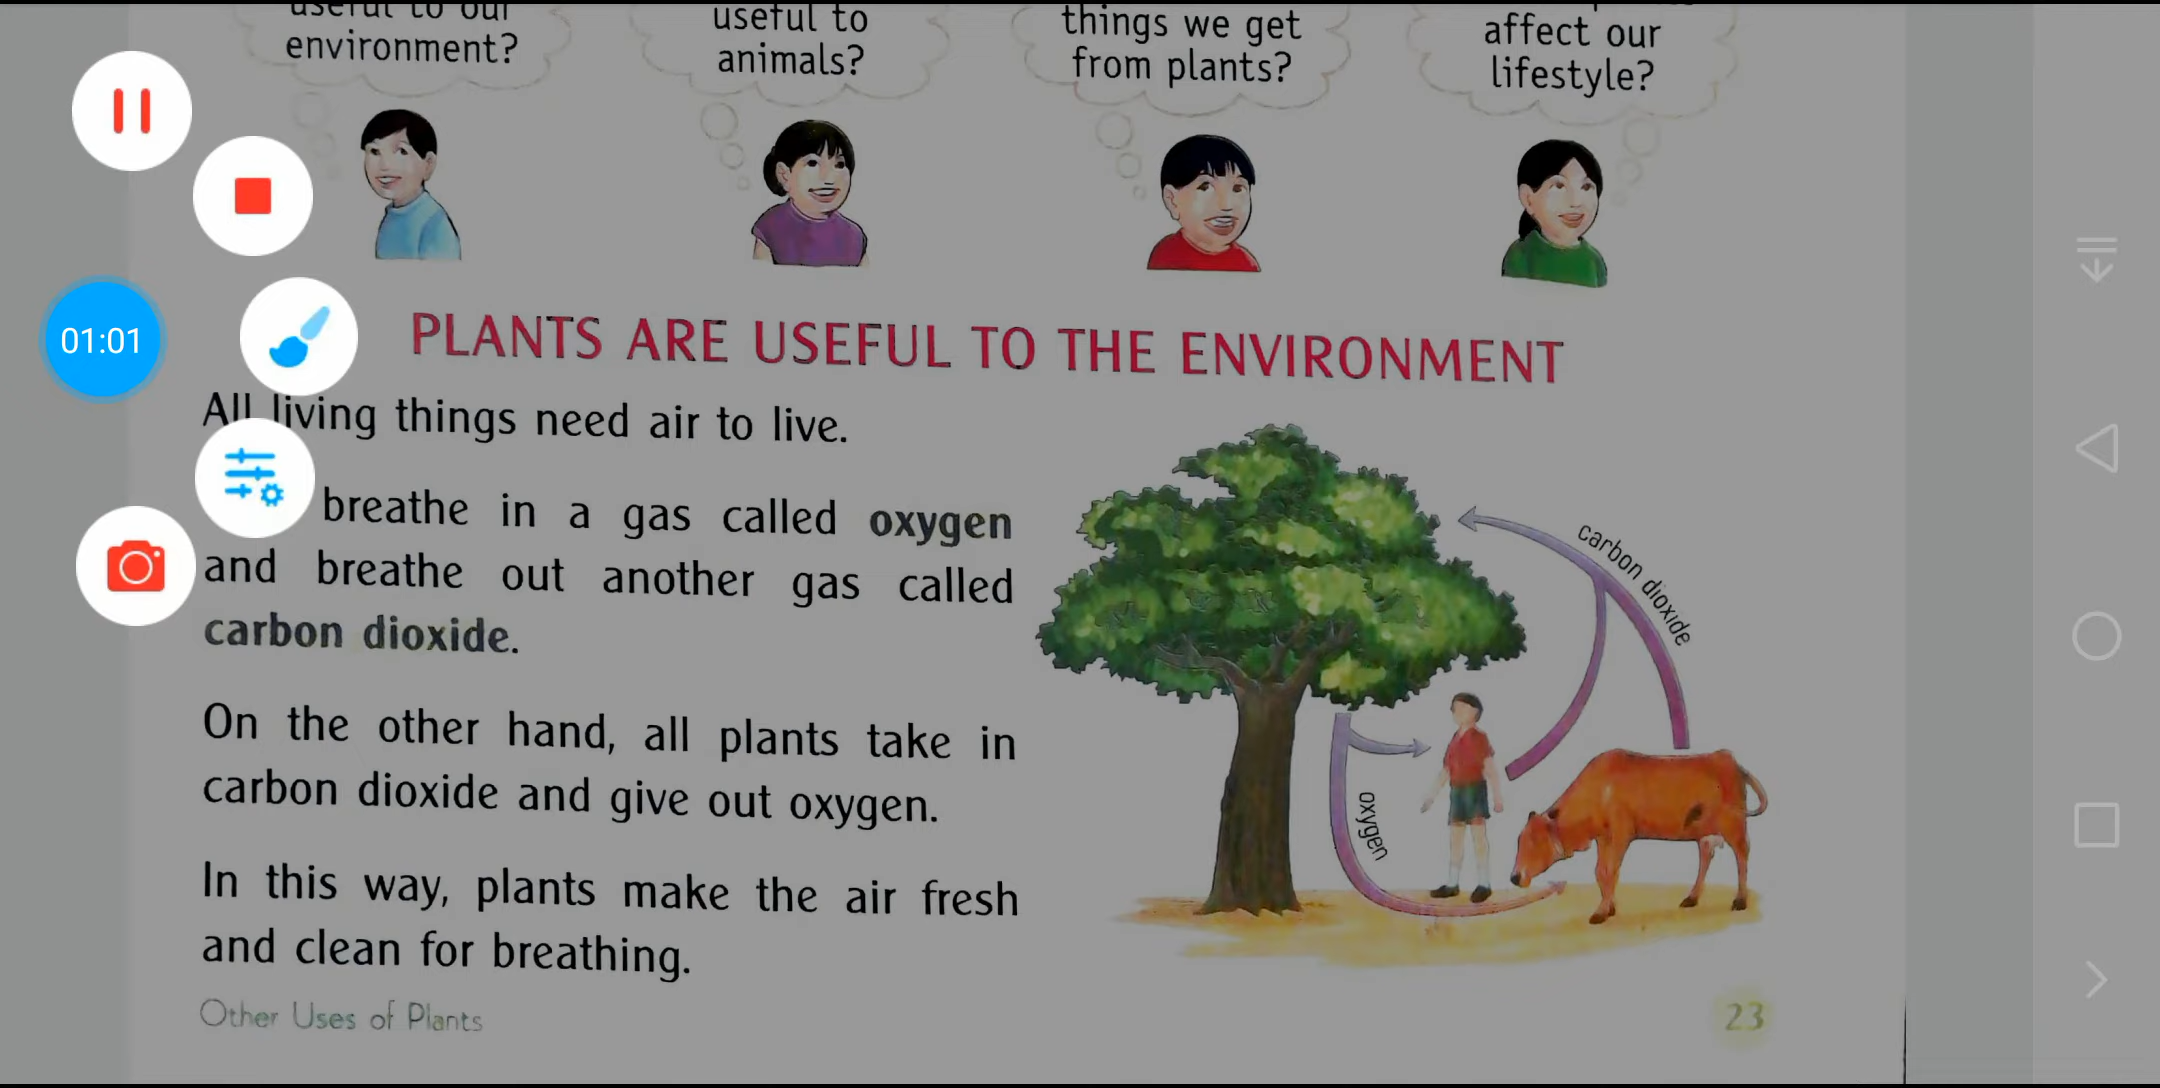 useful to our
environment?
useful to
animals?
things we get
from plants?
affect our
lifestyle?
01:01
PLANTS ARE USEFUL TO THE ENVIRONMENT
All living things need air to live.
breathe in a gas called oxygen
and breathe out another gas called
carbon dioxide.
On the other hand, all plants take in
carbon dioxide and give out oxygen.
In this way, plants make the air fresh
and clean for breathing.
carbon dioxide
oxygen
Other Uses of Plants
23